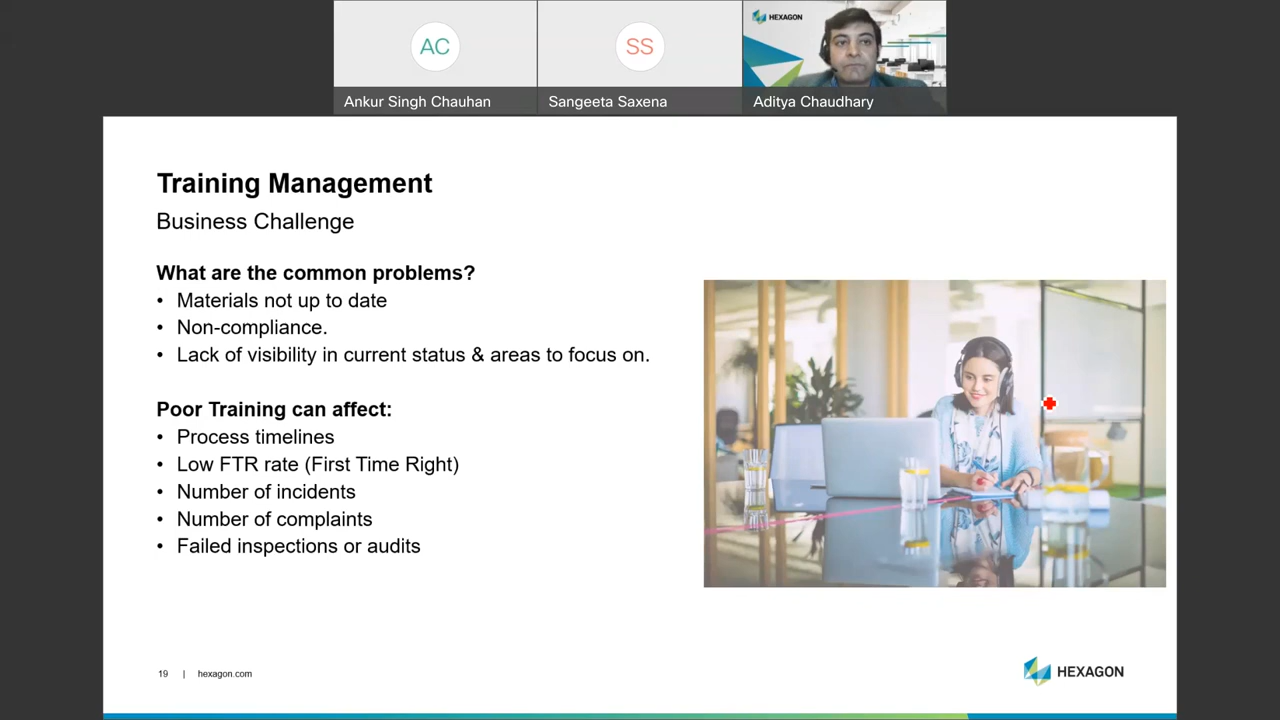 AC
SS
HEXAGON
Ankur Singh Chauhan
Sangeeta Saxena
Aditya Chaudhary
Training Management
Business Challenge
What are the common problems?
• Materials not up to date
• Non-compliance.
• Lack of visibility in current status & areas to focus on.
Poor Training can affect:
• Process timelines
• Low FTR rate (First Time Right)
• Number of incidents
• Number of complaints
• Failed inspections or audits
19 | hexagon.com
HEXAGON